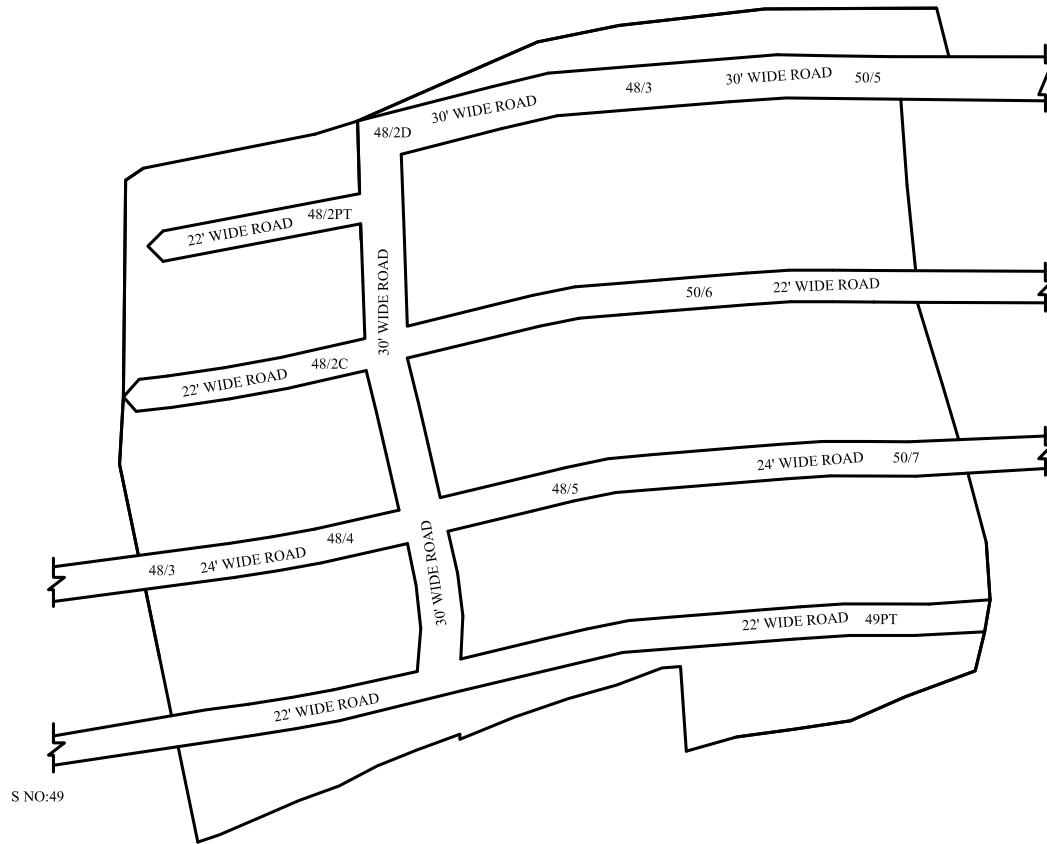 30' WIDE ROAD
50/5
48/3
30' WIDE ROAD
48/2D
48/2PT
22' WIDE ROAD
30' WIDE ROAD
50/6
22' WIDE ROAD
48/2C
22' WIDE ROAD
24' WIDE ROAD
50/7
48/5
30' WIDE ROAD
48/4
24' WIDE ROAD
48/3
22' WIDE ROAD
49PT
22' WIDE ROAD
S NO:49